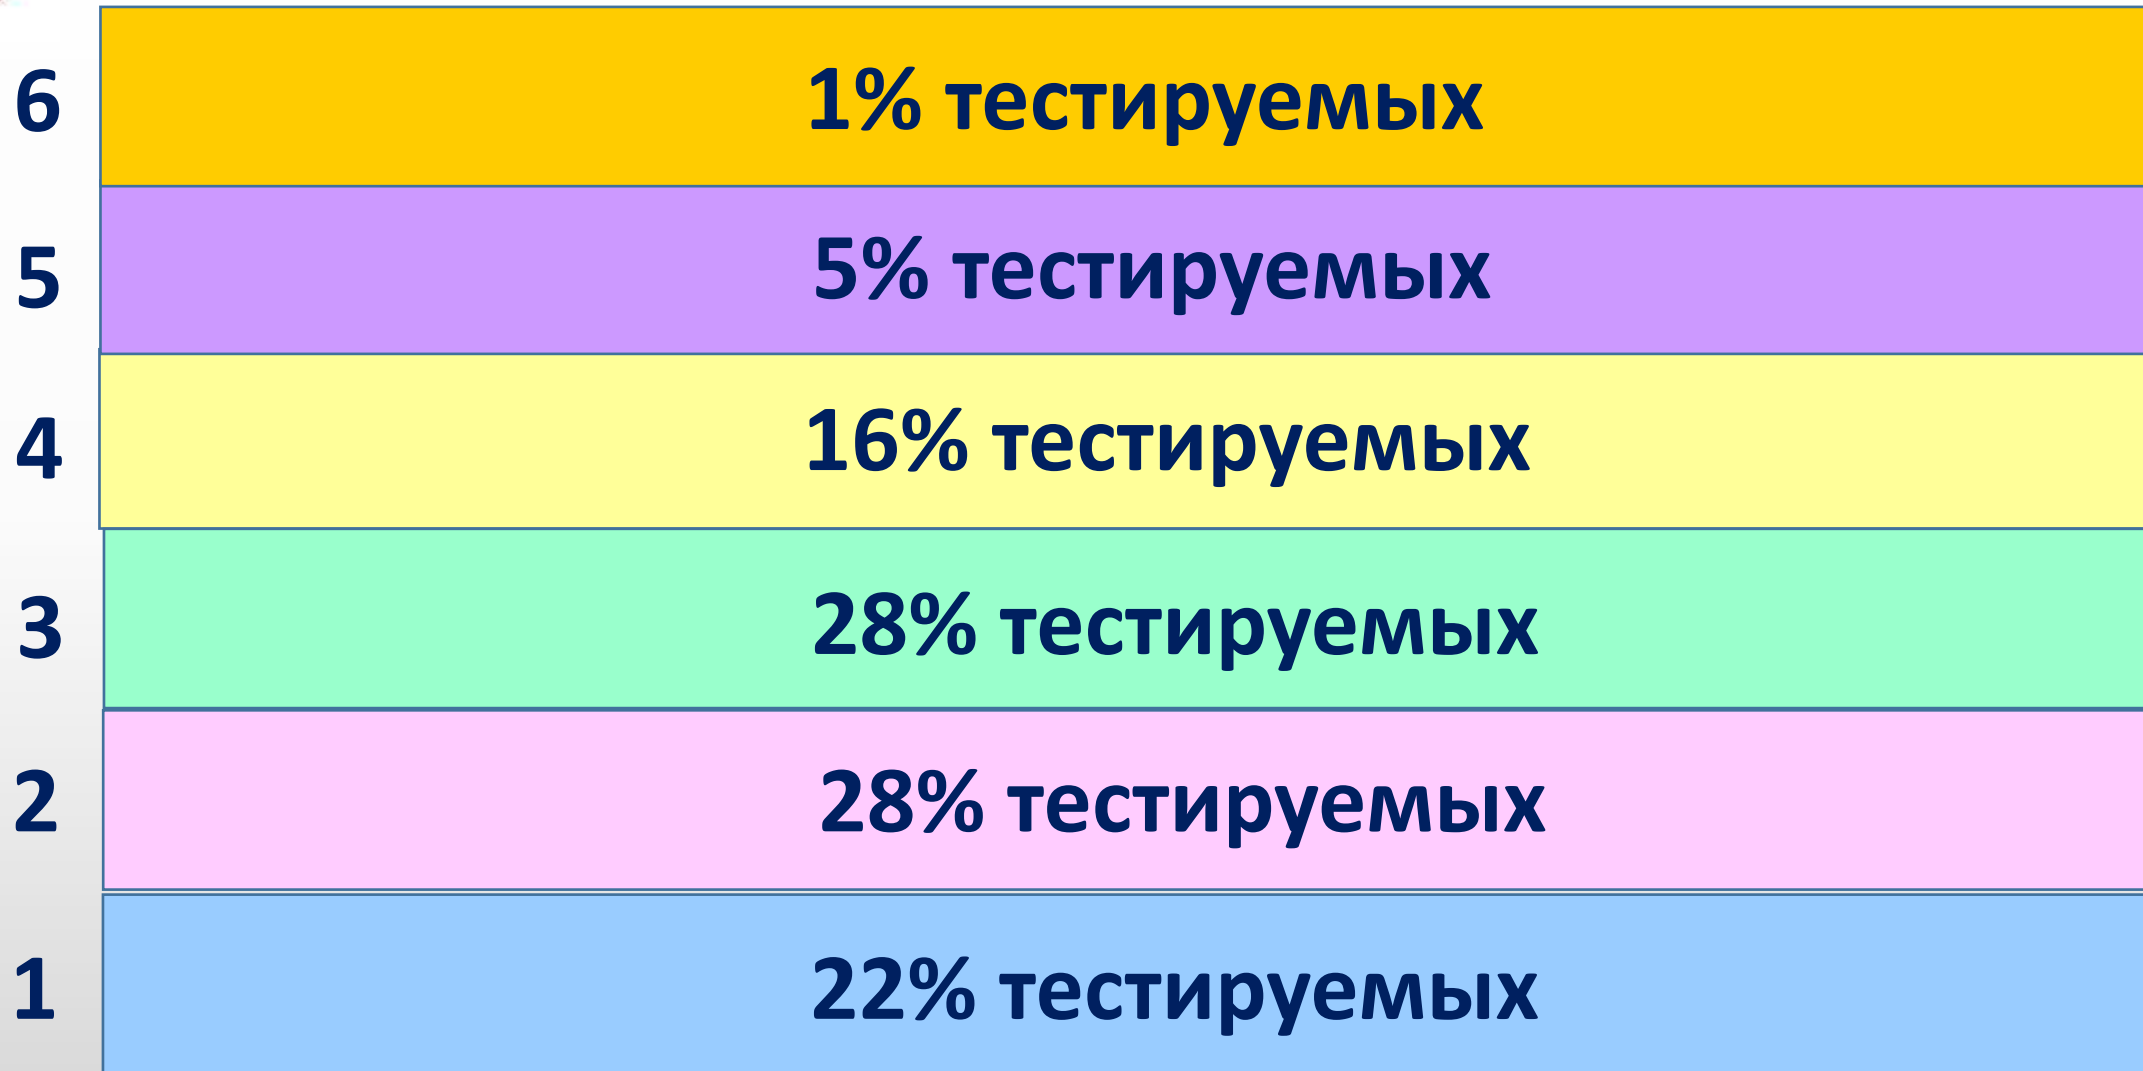 6 1% тестируемых
5 5% тестируемых
4 16% тестируемых
3 28% тестируемых
2 28% тестируемых
1 22% тестируемых